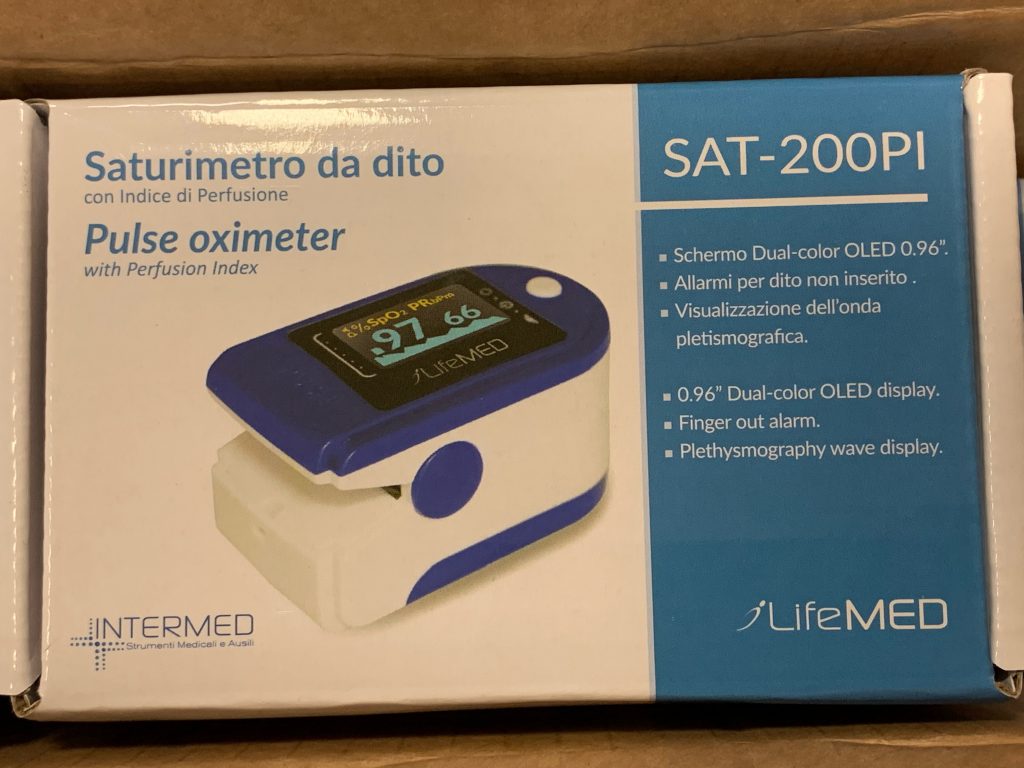 Saturimetro da dito
con Indice di Perfusione
Pulse oximeter
with Perfusion Index
%SpO2 PRbpm
97 66
iLifeMED
INTERMED
Strumenti Medicali e Ausili
SAT-200PI
▪ Schermo Dual-color OLED 0.96”.
▪ Allarmi per dito non inserito .
▪ Visualizzazione dell’onda
pletismografica.
▪ 0.96” Dual-color OLED display.
▪ Finger out alarm.
▪ Plethysmography wave display.
iLifeMED